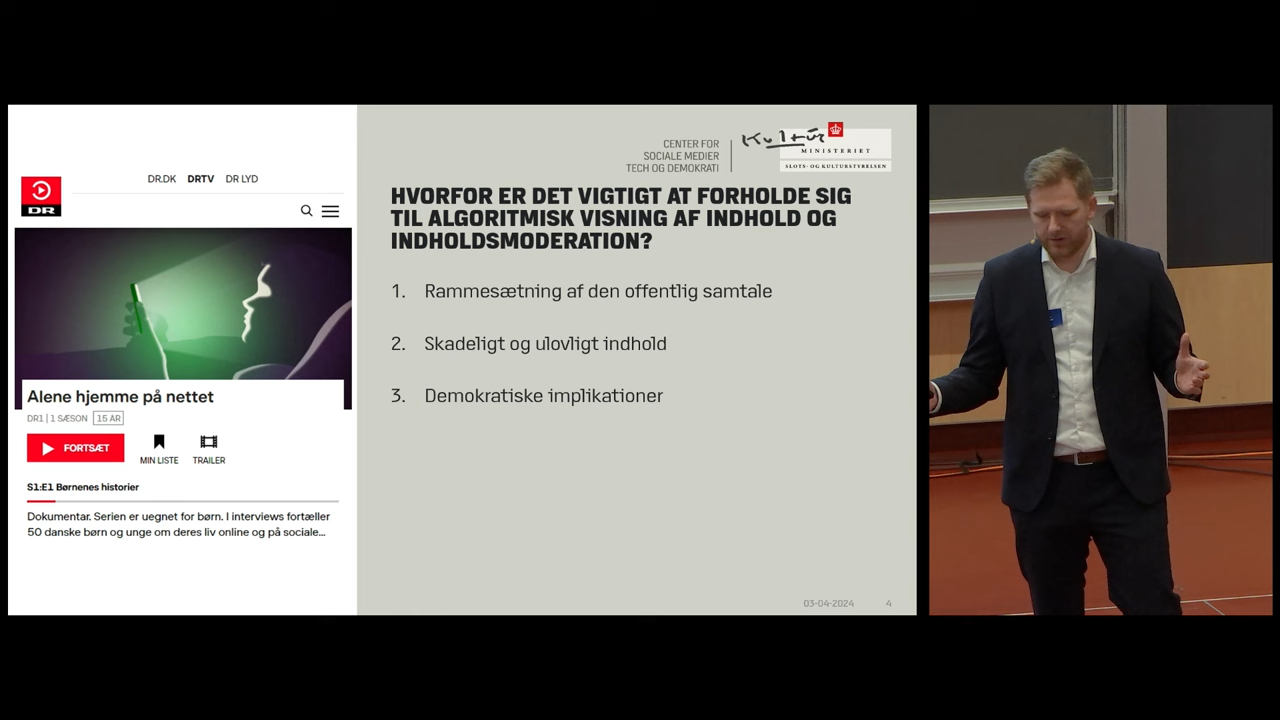 DR.DK DRTV DR LYD
DR
Alene hjemme på nettet
DR1 | 1 SÆSON 15 ÅR
FORTSÆT
MIN LISTE TRAILER
S1:E1 Børnenes historier
Dokumentar. Serien er uegnet for børn. I interviews fortæller
50 danske børn og unge om deres liv online og på sociale...
CENTER FOR
SOCIALE MEDIER
TECH OG DEMOKRATI
Kultur
MINISTERIET
SLOTS- OG KULTURSTYRELSEN
HVORFOR ER DET VIGTIGT AT FORHOLDE SIG
TIL ALGORITMISK VISNING AF INDHOLD OG
INDHOLDSMODERATION?
1. Rammesætning af den offentlig samtale
2. Skadeligt og ulovligt indhold
3. Demokratiske implikationer
03-04-2024 4